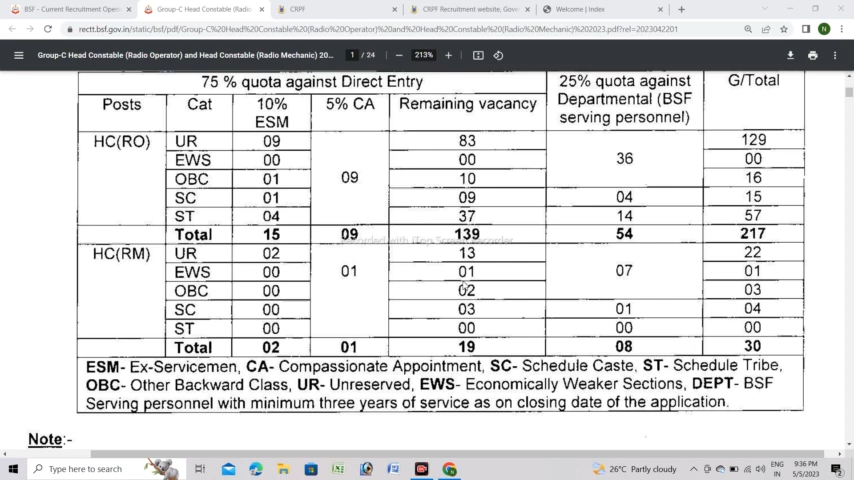 BSF - Current Recruitment Open
Group-C Head Constable (Radio
CRPF
CRPF Recruitment website, Gove
Welcome | Index
rectt.bsf.gov.in/static/bsf/pdf/Group-C%20Head%20Constable%20(Radio%20Operator)%20and%20Head%20Constable%20(Radio%20Mechanic)%202023.pdf?rel=2023042201
N
Group-C Head Constable (Radio Operator) and Head Constable (Radio Mechanic) 20...
1 / 24
213%
75 % quota against Direct Entry
25% quota against Departmental (BSF serving personnel)
G/Total
Posts Cat 10% ESM 5% CA Remaining vacancy
HC(RO) UR 09 09 83 36 129
EWS 00 00 00
OBC 01 10 16
SC 01 09 04 15
ST 04 37 14 57
Total 15 09 139 54 217
HC(RM) UR 02 01 13 07 22
EWS 00 01 01
OBC 00 02 03
SC 00 03 01 04
ST 00 00 00 00
Total 02 01 19 08 30
ESM- Ex-Servicemen, CA- Compassionate Appointment, SC- Schedule Caste, ST- Schedule Tribe,
OBC- Other Backward Class, UR- Unreserved, EWS- Economically Weaker Sections, DEPT- BSF
Serving personnel with minimum three years of service as on closing date of the application.
Note:-
Type here to search
26°C Partly cloudy
ENG
IN
9:36 PM
5/5/2023
2